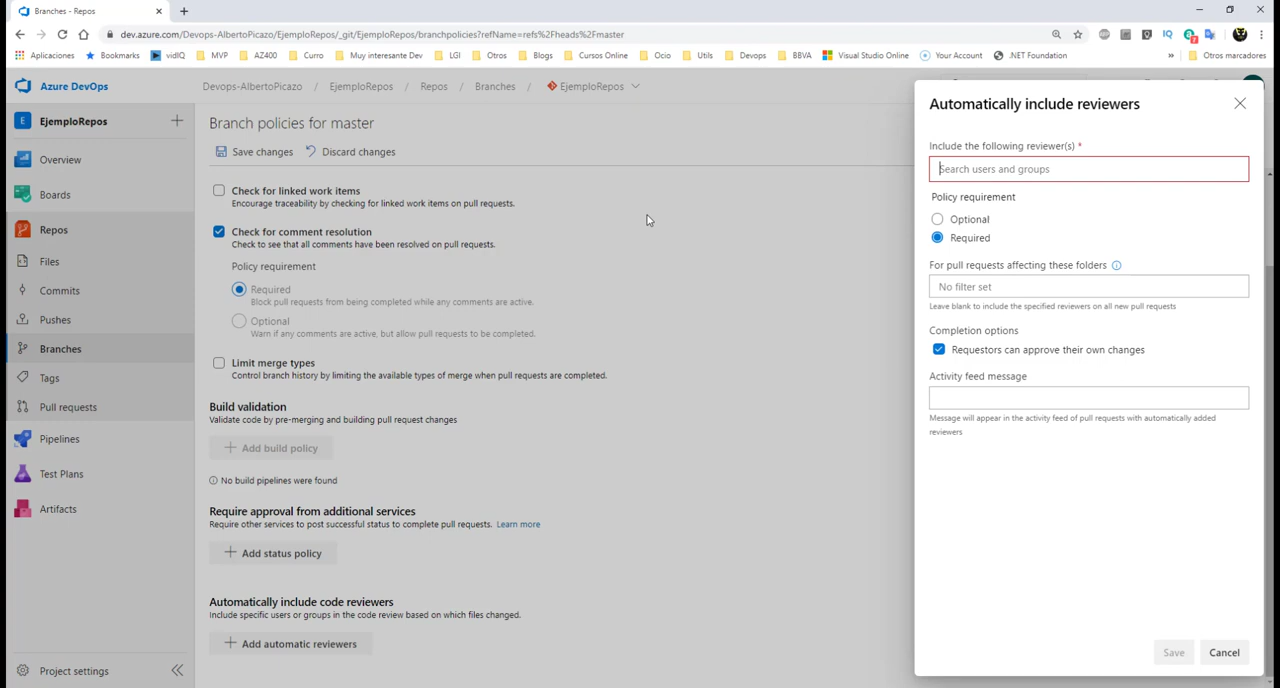 Branches - Repos
dev.azure.com/Devops-AlbertoPicazo/EjemploRepos/_git/EjemploRepos/branchpolicies?refName=refs%2Fheads%2Fmaster
Aplicaciones Bookmarks vidIQ MVP AZ400 Curro Muy interesante Dev LGI Otros Blogs Cursos Online Ocio Utils Devops BBVA Visual Studio Online Your Account .NET Foundation » Otros marcadores
Azure DevOps
Devops-AlbertoPicazo / EjemploRepos / Repos / Branches / EjemploRepos
E EjemploRepos
Overview
Boards
Repos
Files
Commits
Pushes
Branches
Tags
Pull requests
Pipelines
Test Plans
Artifacts
Project settings
Branch policies for master
Save changes Discard changes
Check for linked work items
Encourage traceability by checking for linked work items on pull requests.
Check for comment resolution
Check to see that all comments have been resolved on pull requests.
Policy requirement
Required
Block pull requests from being completed while any comments are active.
Optional
Warn if any comments are active, but allow pull requests to be completed.
Limit merge types
Control branch history by limiting the available types of merge when pull requests are completed.
Build validation
Validate code by pre-merging and building pull request changes
Add build policy
No build pipelines were found
Require approval from additional services
Require other services to post successful status to complete pull requests. Learn more
Add status policy
Automatically include code reviewers
Include specific users or groups in the code review based on which files changed.
Add automatic reviewers
Automatically include reviewers
Include the following reviewer(s) *
Search users and groups
Policy requirement
Optional
Required
For pull requests affecting these folders
No filter set
Leave blank to include the specified reviewers on all new pull requests
Completion options
Requestors can approve their own changes
Activity feed message
Message will appear in the activity feed of pull requests with automatically added
reviewers
Save Cancel